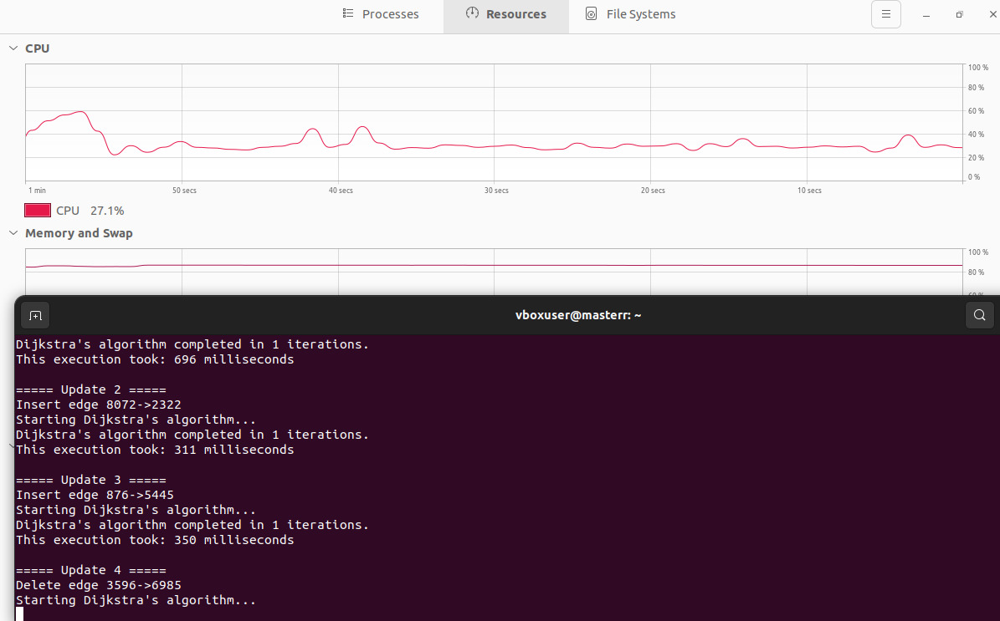 Processes Resources File Systems
CPU
100 %
80 %
60 %
40 %
20 %
0 %
1 min 50 secs 40 secs 30 secs 20 secs 10 secs
CPU 27.1%
Memory and Swap
100 %
80 %
vboxuser@masterr: ~
Dijkstra's algorithm completed in 1 iterations.
This execution took: 696 milliseconds
===== Update 2 =====
Insert edge 8072->2322
Starting Dijkstra's algorithm...
Dijkstra's algorithm completed in 1 iterations.
This execution took: 311 milliseconds
===== Update 3 =====
Insert edge 876->5445
Starting Dijkstra's algorithm...
Dijkstra's algorithm completed in 1 iterations.
This execution took: 350 milliseconds
===== Update 4 =====
Delete edge 3596->6985
Starting Dijkstra's algorithm...